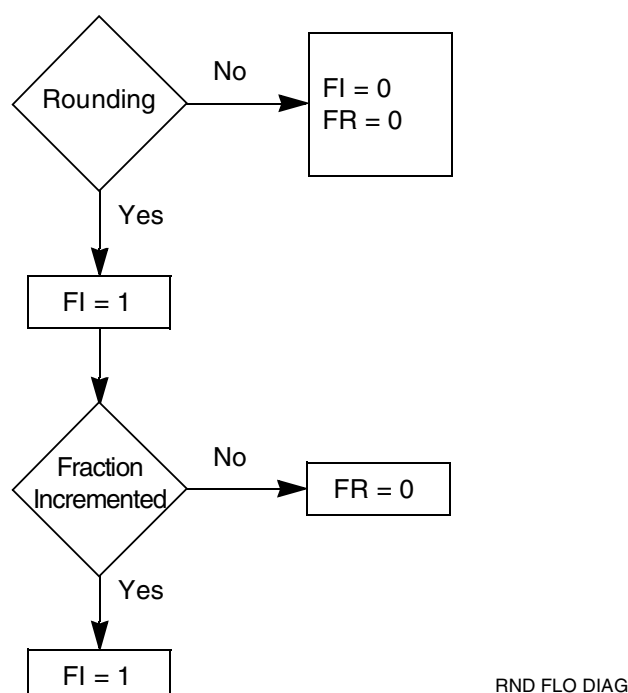 Rounding
No
FI = 0
FR = 0
Yes
FI = 1
Fraction
Incremented
No
FR = 0
Yes
FI = 1
RND FLO DIAG